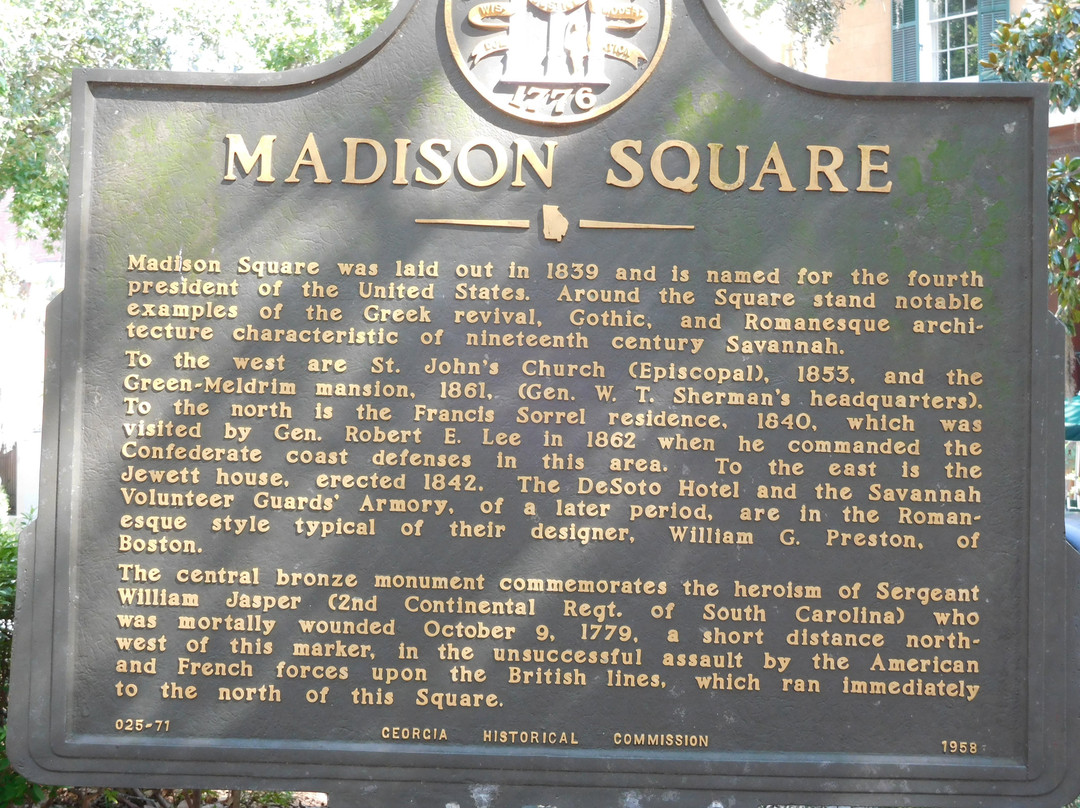 1776
MADISON SQUARE
Madison Square was laid out in 1839 and is named for the fourth
president of the United States. Around the Square stand notable
examples of the Greek revival, Gothic, and Romanesque archi-
tecture characteristic of nineteenth century Savannah.
To the west are St. John's Church (Episcopal), 1853, and the
Green-Meldrim mansion, 1861, (Gen. W. T. Sherman's headquarters).
To the north is the Francis Sorrel residence, 1840, which was
visited by Gen. Robert E. Lee in 1862 when he commanded the
Confederate coast defenses in this area. To the east is the
Jewett house, erected 1842. The DeSoto Hotel and the Savannah
Volunteer Guards' Armory, of a later period, are in the Roman-
esque style typical of their designer, William G. Preston, of
Boston.
The central bronze monument commemorates the heroism of Sergeant
William Jasper (2nd Continental Regt. of South Carolina) who
was mortally wounded October 9, 1779, a short distance north-
west of this marker, in the unsuccessful assault by the American
and French forces upon the British lines, which ran immediately
to the north of this Square.
025-71 GEORGIA HISTORICAL COMMISSION 1958